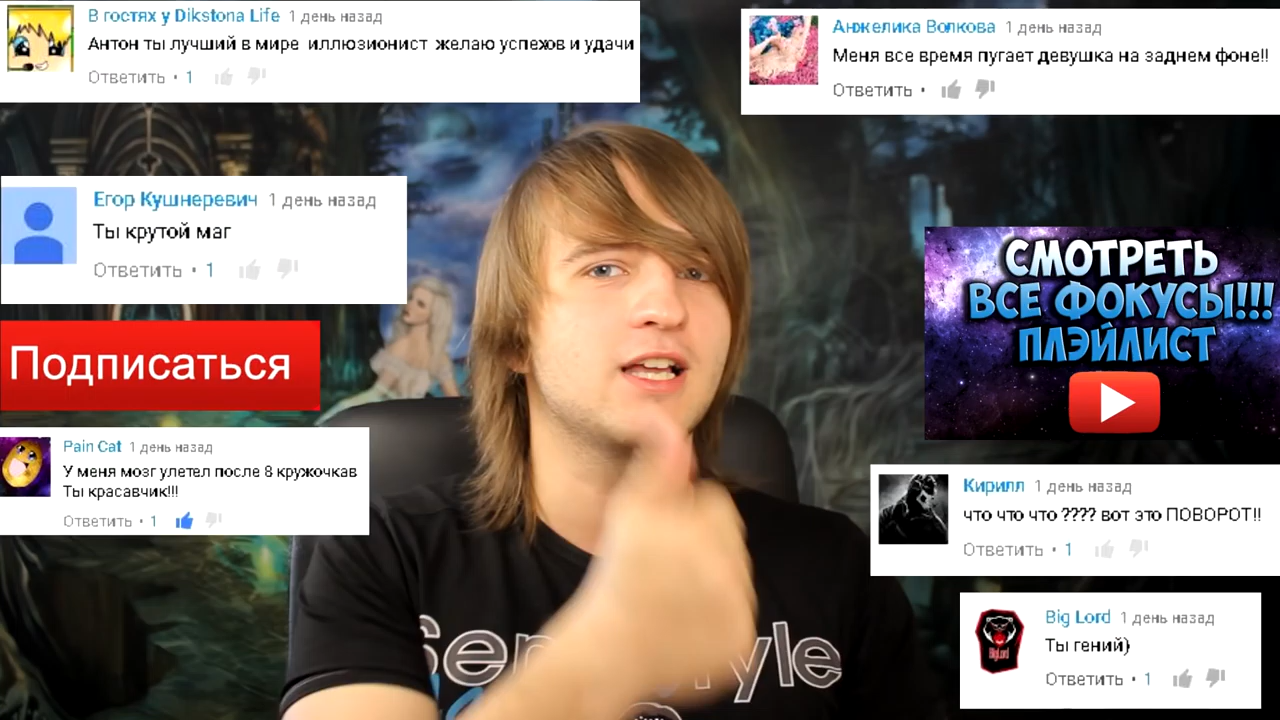 В гостях у Dikstona Life 1 день назад
Антон ты лучший в мире иллюзионист желаю успехов и удачи
Ответить • 1
Анжелика Волкова 1 день назад
Меня все время пугает девушка на заднем фоне!!
Ответить •
Егор Кушнеревич 1 день назад
Ты крутой маг
Ответить • 1
СМОТРЕТЬ
ВСЕ ФОКУСЫ!!!
ПЛЭЙЛИСТ
Подписаться
Pain Cat 1 день назад
У меня мозг улетел после 8 кружочкав
Ты красавчик!!!
Ответить • 1
Кирилл 1 день назад
что что что ???? вот это ПОВОРОТ!!
Ответить • 1
Big Lord 1 день назад
Ты гений)
Ответить • 1
BigLord